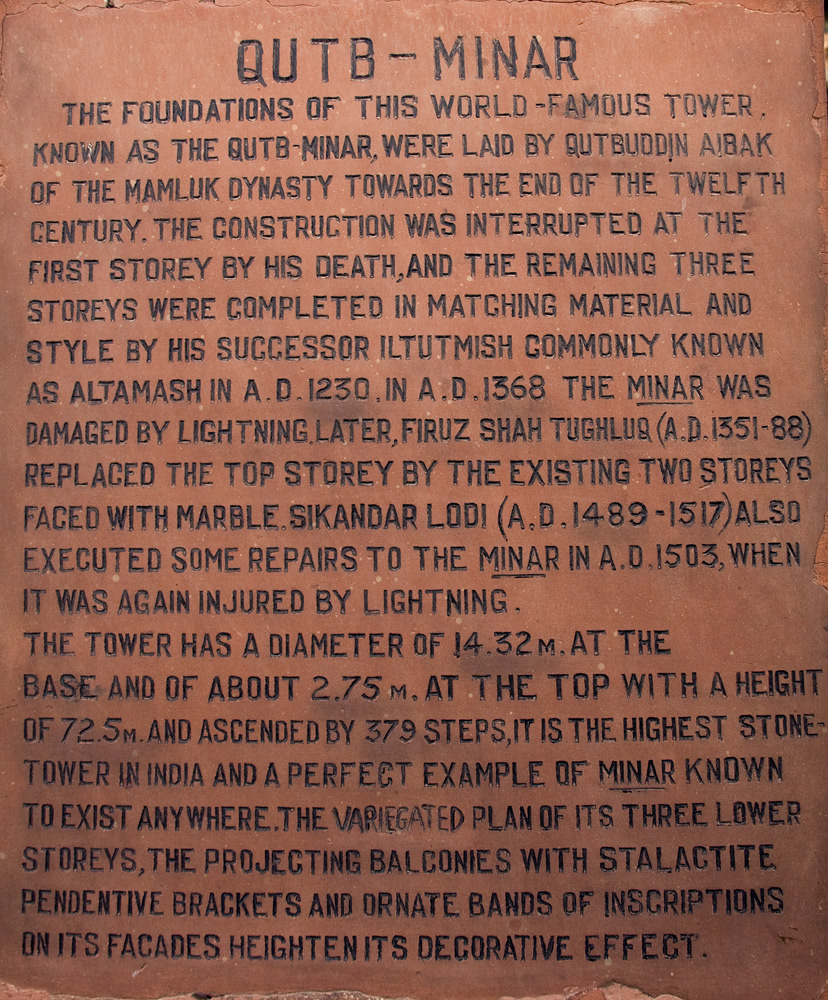 QUTB-MINAR
THE FOUNDATIONS OF THIS WORLD-FAMOUS TOWER.
KNOWN AS THE QUTB-MINAR, WERE LAID BY QUTBUDDIN AIBAK
OF THE MAMLUK DYNASTY TOWARDS THE END OF THE TWELFTH
CENTURY. THE CONSTRUCTION WAS INTERRUPTED AT THE
FIRST STOREY BY HIS DEATH, AND THE REMAINING THREE
STOREYS WERE COMPLETED IN MATCHING MATERIAL AND
STYLE BY HIS SUCCESSOR ILTUTMISH COMMONLY KNOWN
AS ALTAMASH IN A.D.1230. IN A.D.1368 THE MINAR WAS
DAMAGED BY LIGHTNING. LATER, FIRUZ SHAH TUGHLUQ (A.D.1351-88)
REPLACED THE TOP STOREY BY THE EXISTING TWO STOREYS
FACED WITH MARBLE. SIKANDAR LODI (A.D.1489-1517) ALSO
EXECUTED SOME REPAIRS TO THE MINAR IN A.D.1503, WHEN
IT WAS AGAIN INJURED BY LIGHTNING.
THE TOWER HAS A DIAMETER OF 14.32 M. AT THE
BASE AND OF ABOUT 2.75 M. AT THE TOP WITH A HEIGHT
OF 72.5 M. AND ASCENDED BY 379 STEPS, IT IS THE HIGHEST STONE-
TOWER IN INDIA AND A PERFECT EXAMPLE OF MINAR KNOWN
TO EXIST ANYWHERE. THE VARIEGATED PLAN OF ITS THREE LOWER
STOREYS, THE PROJECTING BALCONIES WITH STALACTITE
PENDENTIVE BRACKETS AND ORNATE BANDS OF INSCRIPTIONS
ON ITS FACADES HEIGHTEN ITS DECORATIVE EFFECT.